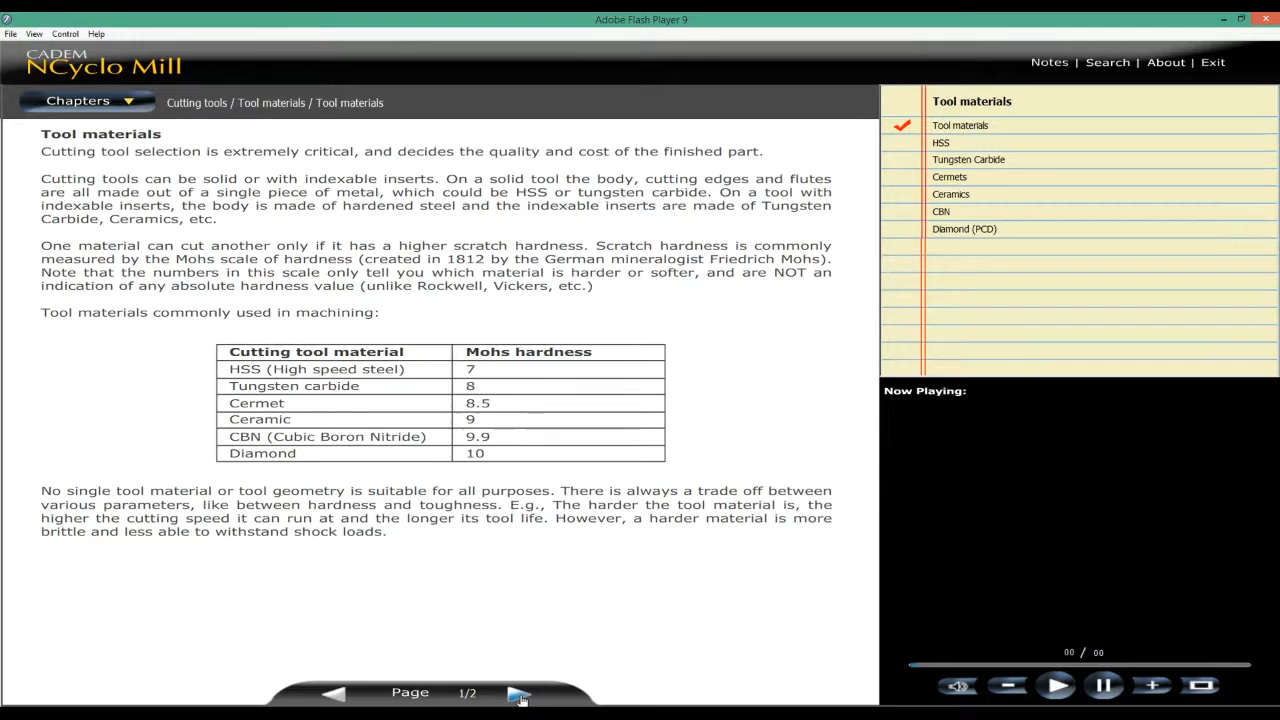 Adobe Flash Player 9
File View Control Help
CADEM
NCyclo Mill
Notes | Search | About | Exit
Chapters
Cutting tools / Tool materials / Tool materials
Tool materials
Cutting tool selection is extremely critical, and decides the quality and cost of the finished part.
Cutting tools can be solid or with indexable inserts. On a solid tool the body, cutting edges and flutes
are all made out of a single piece of metal, which could be HSS or tungsten carbide. On a tool with
indexable inserts, the body is made of hardened steel and the indexable inserts are made of Tungsten
Carbide, Ceramics, etc.
One material can cut another only if it has a higher scratch hardness. Scratch hardness is commonly
measured by the Mohs scale of hardness (created in 1812 by the German mineralogist Friedrich Mohs).
Note that the numbers in this scale only tell you which material is harder or softer, and are NOT an
indication of any absolute hardness value (unlike Rockwell, Vickers, etc.)
Tool materials commonly used in machining:
Cutting tool material Mohs hardness
HSS (High speed steel) 7
Tungsten carbide 8
Cermet 8.5
Ceramic 9
CBN (Cubic Boron Nitride) 9.9
Diamond 10
No single tool material or tool geometry is suitable for all purposes. There is always a trade off between
various parameters, like between hardness and toughness. E.g., The harder the tool material is, the
higher the cutting speed it can run at and the longer its tool life. However, a harder material is more
brittle and less able to withstand shock loads.
Page 1/2
Tool materials
Tool materials
HSS
Tungsten Carbide
Cermets
Ceramics
CBN
Diamond (PCD)
Now Playing:
00 / 00